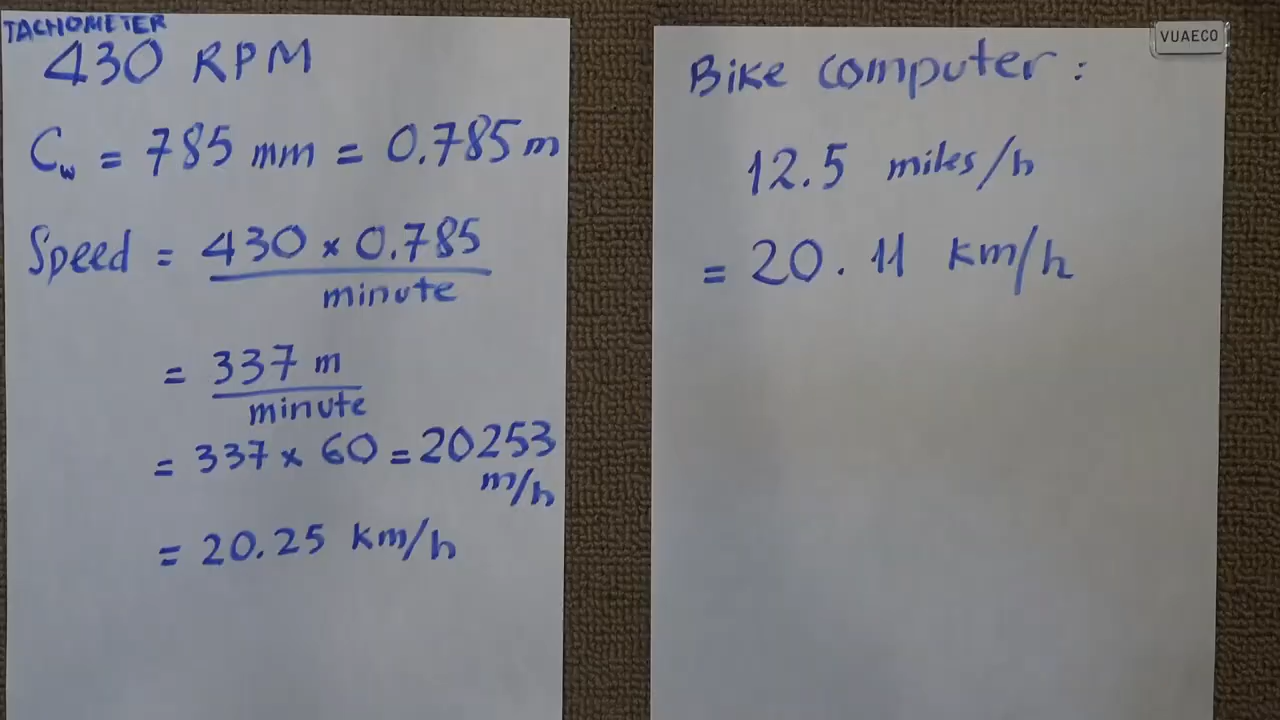 TACHOMETER
430 RPM
Cw = 785 mm = 0.785 m
Speed = 430 x 0.785
minute
= 337 m
minute
= 337 x 60 = 20253
m/h
= 20.25 km/h
VUAECO
Bike computer :
12.5 miles/h
= 20.11 km/h